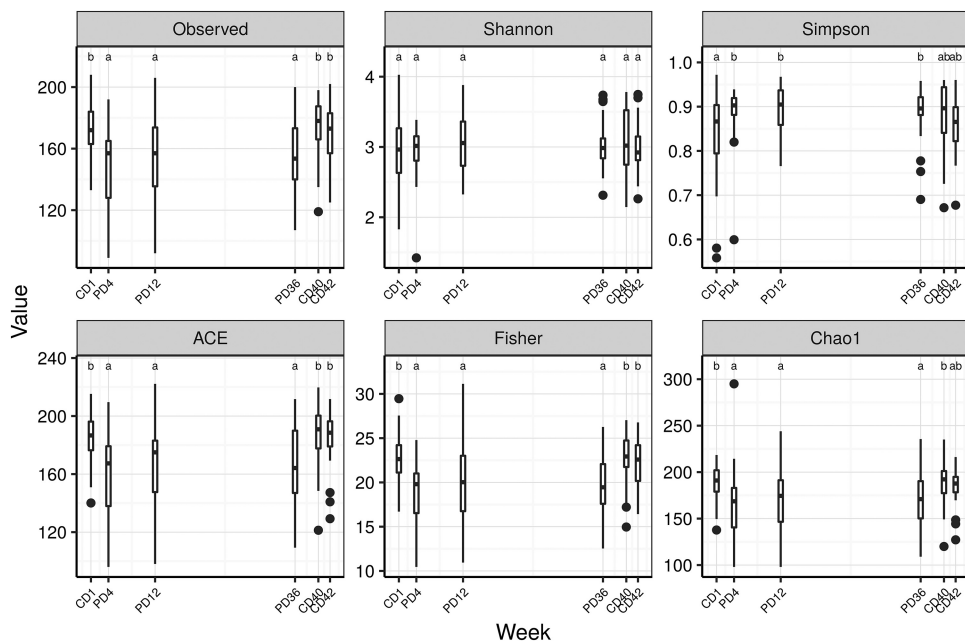 Observed
Shannon
Simpson
b a a a b b
a a a a a a
a b b b ab ab
200
160
120
4
3
2
1.0
0.9
0.8
0.7
0.6
CD1 PD4 PD12 PD36 CD40 CD42
CD1 PD4 PD12 PD36 CD40 CD42
CD1 PD4 PD12 PD36 CD40 CD42
Value
ACE
Fisher
Chao1
b a a a b b
b a a a b b
b a a a b ab
240
200
160
120
30
25
20
15
10
300
250
200
150
100
CD1 PD4 PD12 PD36 CD40 CD42
CD1 PD4 PD12 PD36 CD40 CD42
CD1 PD4 PD12 PD36 CD40 CD42
Week